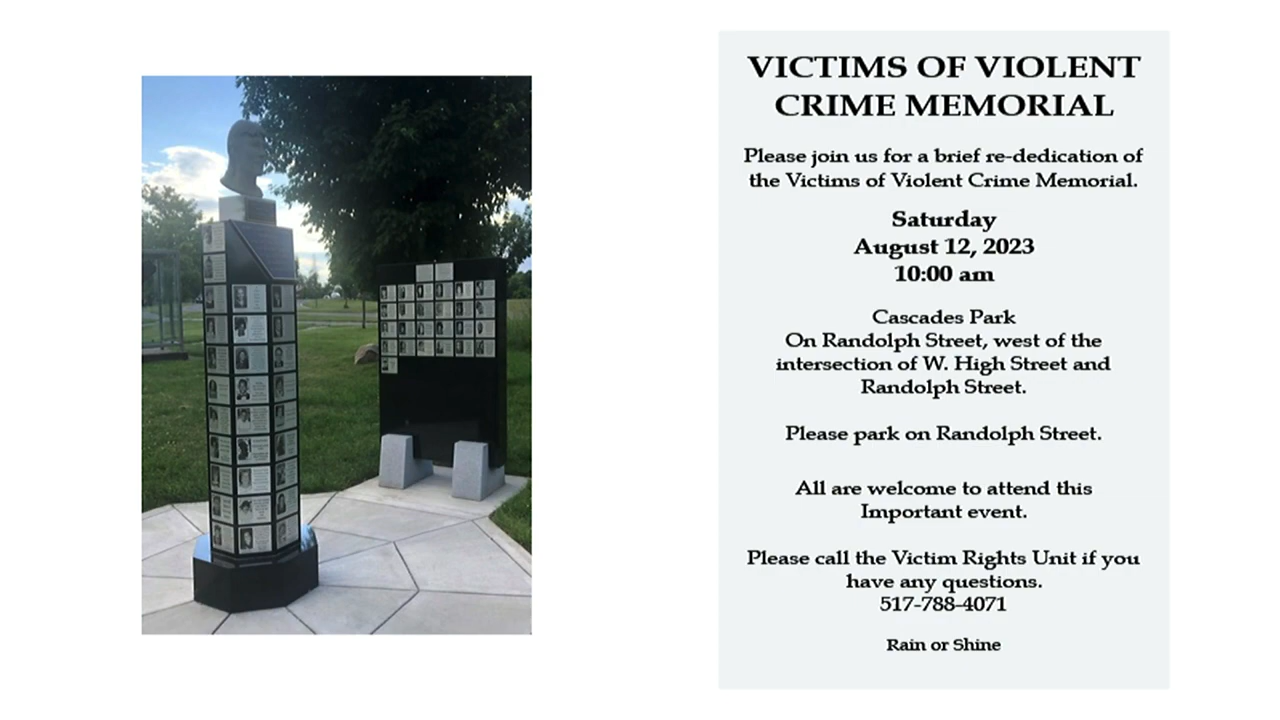 VICTIMS OF VIOLENT
CRIME MEMORIAL
Please join us for a brief re-dedication of
the Victims of Violent Crime Memorial.
Saturday
August 12, 2023
10:00 am
Cascades Park
On Randolph Street, west of the
intersection of W. High Street and
Randolph Street.
Please park on Randolph Street.
All are welcome to attend this
Important event.
Please call the Victim Rights Unit if you
have any questions.
517-788-4071
Rain or Shine